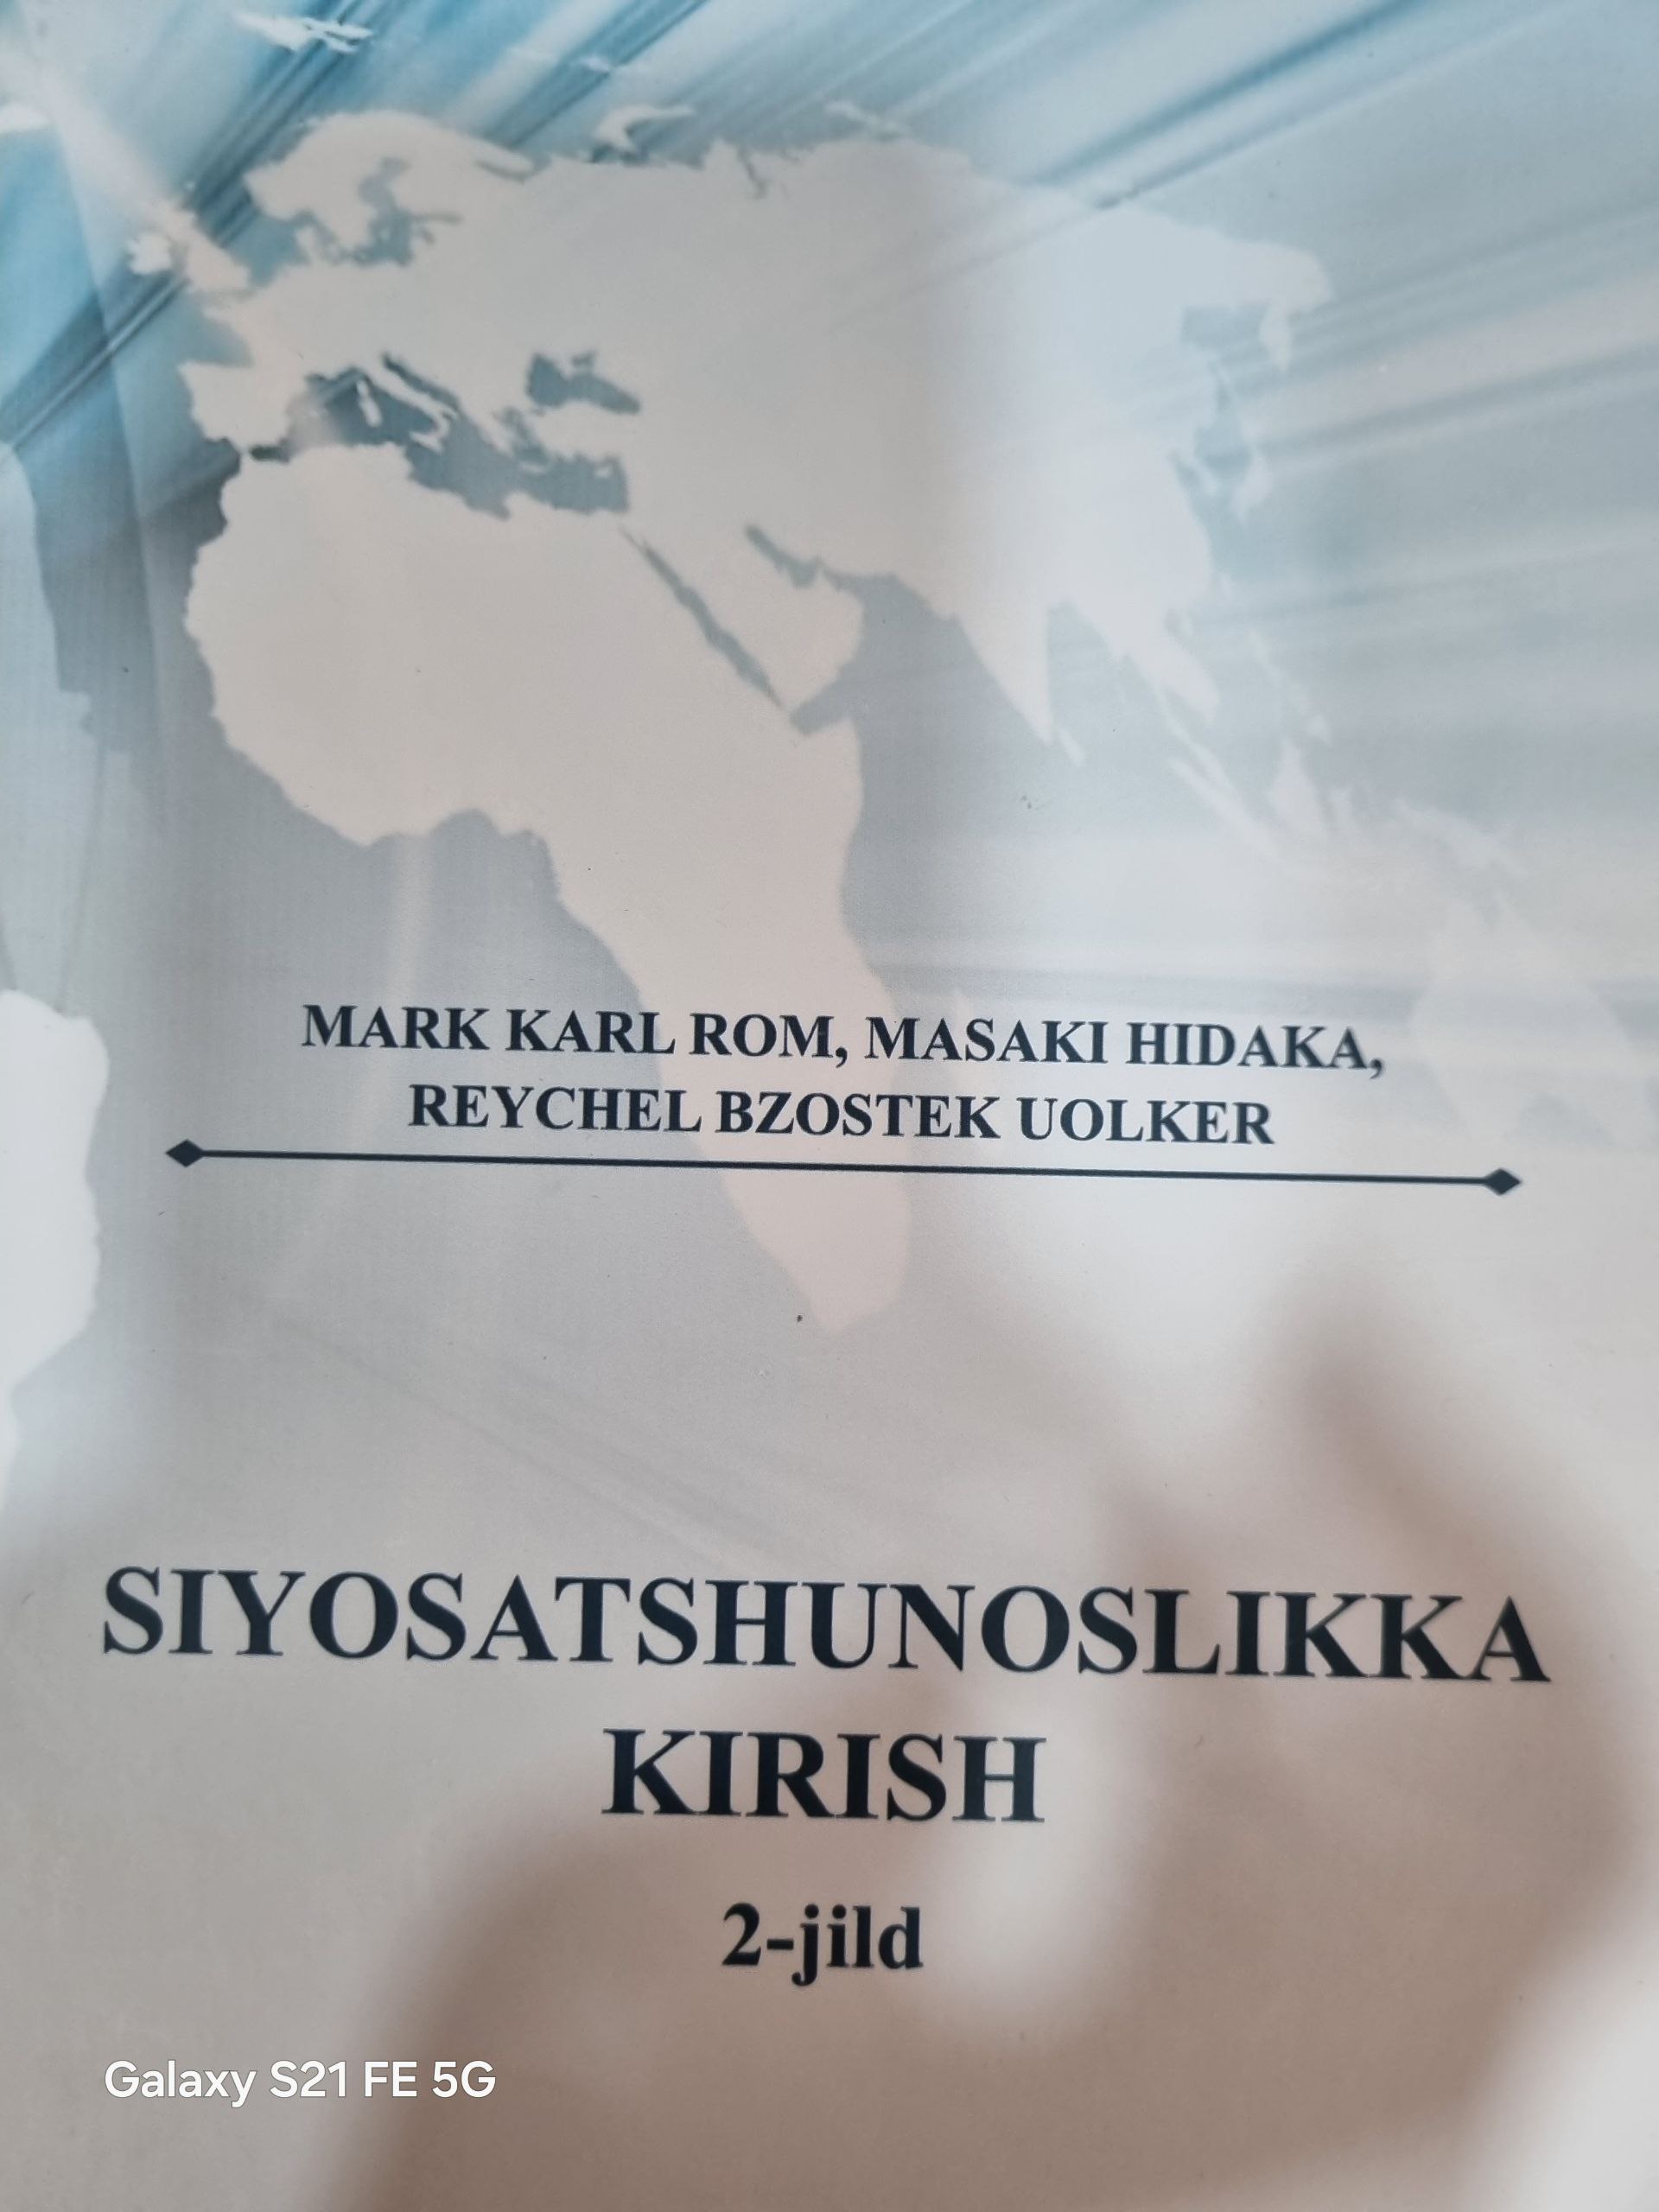 MARK KARL ROM, MASAKI HIDAKA,
REYCHEL BZOSTEK UOLKER
SIYOSATSHUNOSLIKKA
KIRISH
2-jild
Galaxy S21 FE 5G